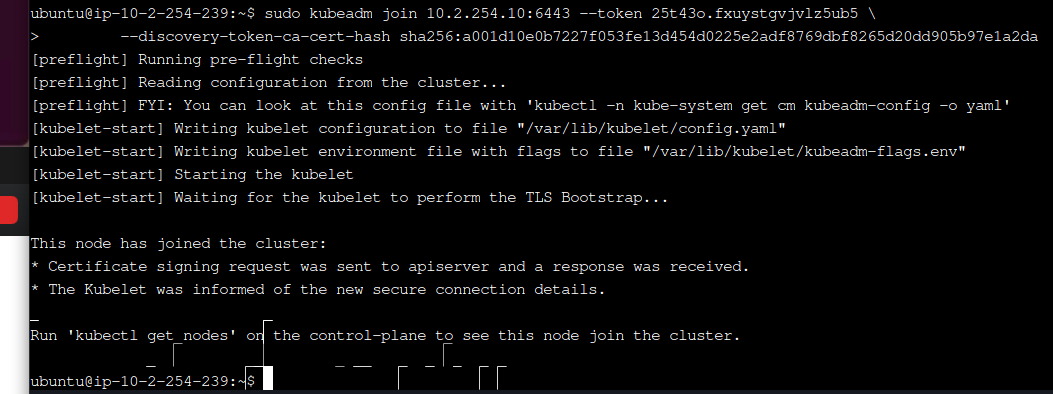 ubuntu@ip-10-2-254-239:~$ sudo kubeadm join 10.2.254.10:6443 --token 25t43o.fxuystgvjvlz5ub5 \
>         --discovery-token-ca-cert-hash sha256:a001d10e0b7227f053fe13d454d0225e2adf8769dbf8265d20dd905b97e1a2da
[preflight] Running pre-flight checks
[preflight] Reading configuration from the cluster...
[preflight] FYI: You can look at this config file with 'kubectl -n kube-system get cm kubeadm-config -o yaml'
[kubelet-start] Writing kubelet configuration to file "/var/lib/kubelet/config.yaml"
[kubelet-start] Writing kubelet environment file with flags to file "/var/lib/kubelet/kubeadm-flags.env"
[kubelet-start] Starting the kubelet
[kubelet-start] Waiting for the kubelet to perform the TLS Bootstrap...
This node has joined the cluster:
* Certificate signing request was sent to apiserver and a response was received.
* The Kubelet was informed of the new secure connection details.
Run 'kubectl get nodes' on the control-plane to see this node join the cluster.
ubuntu@ip-10-2-254-239:~$